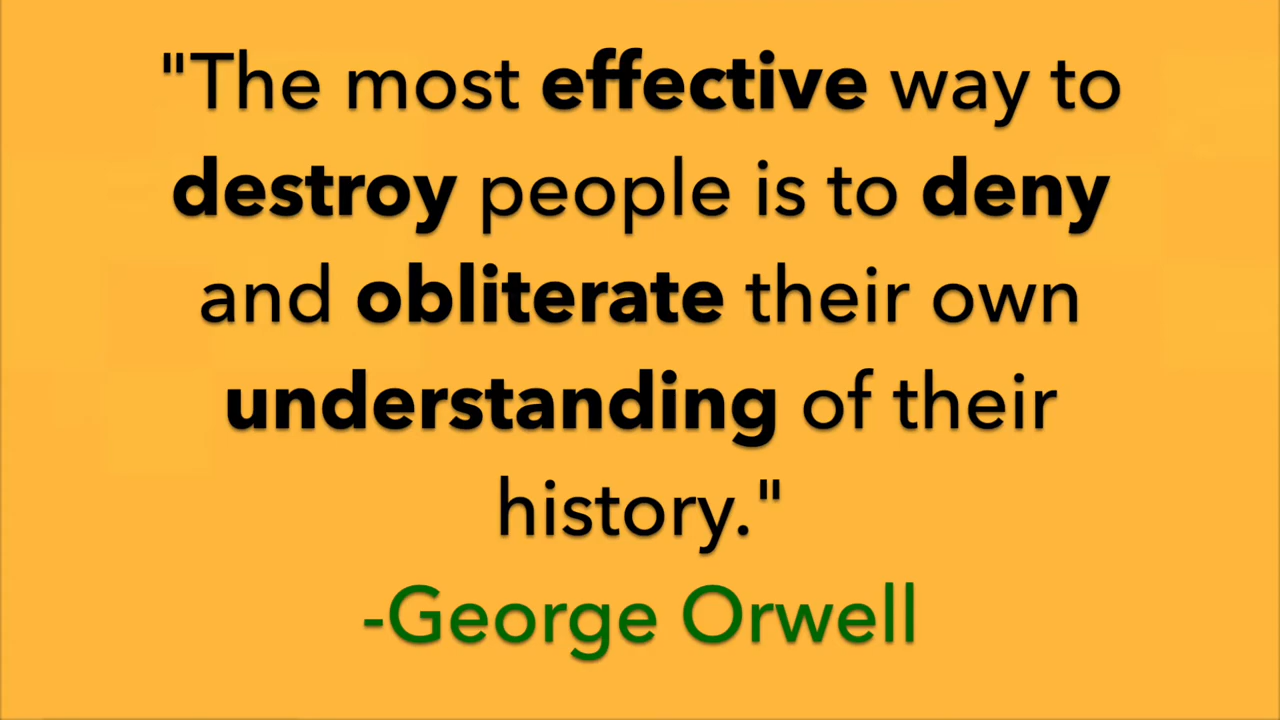 "The most effective way to
destroy people is to deny
and obliterate their own
understanding of their
history."
-George Orwell